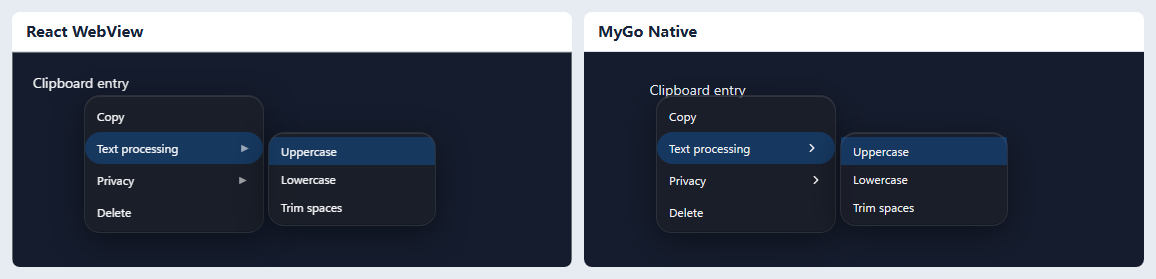 React WebView
Clipboard entry
Copy
Text processing
Privacy
Delete
Uppercase
Lowercase
Trim spaces
MyGo Native
Clipboard entry
Copy
Text processing
Privacy
Delete
Uppercase
Lowercase
Trim spaces